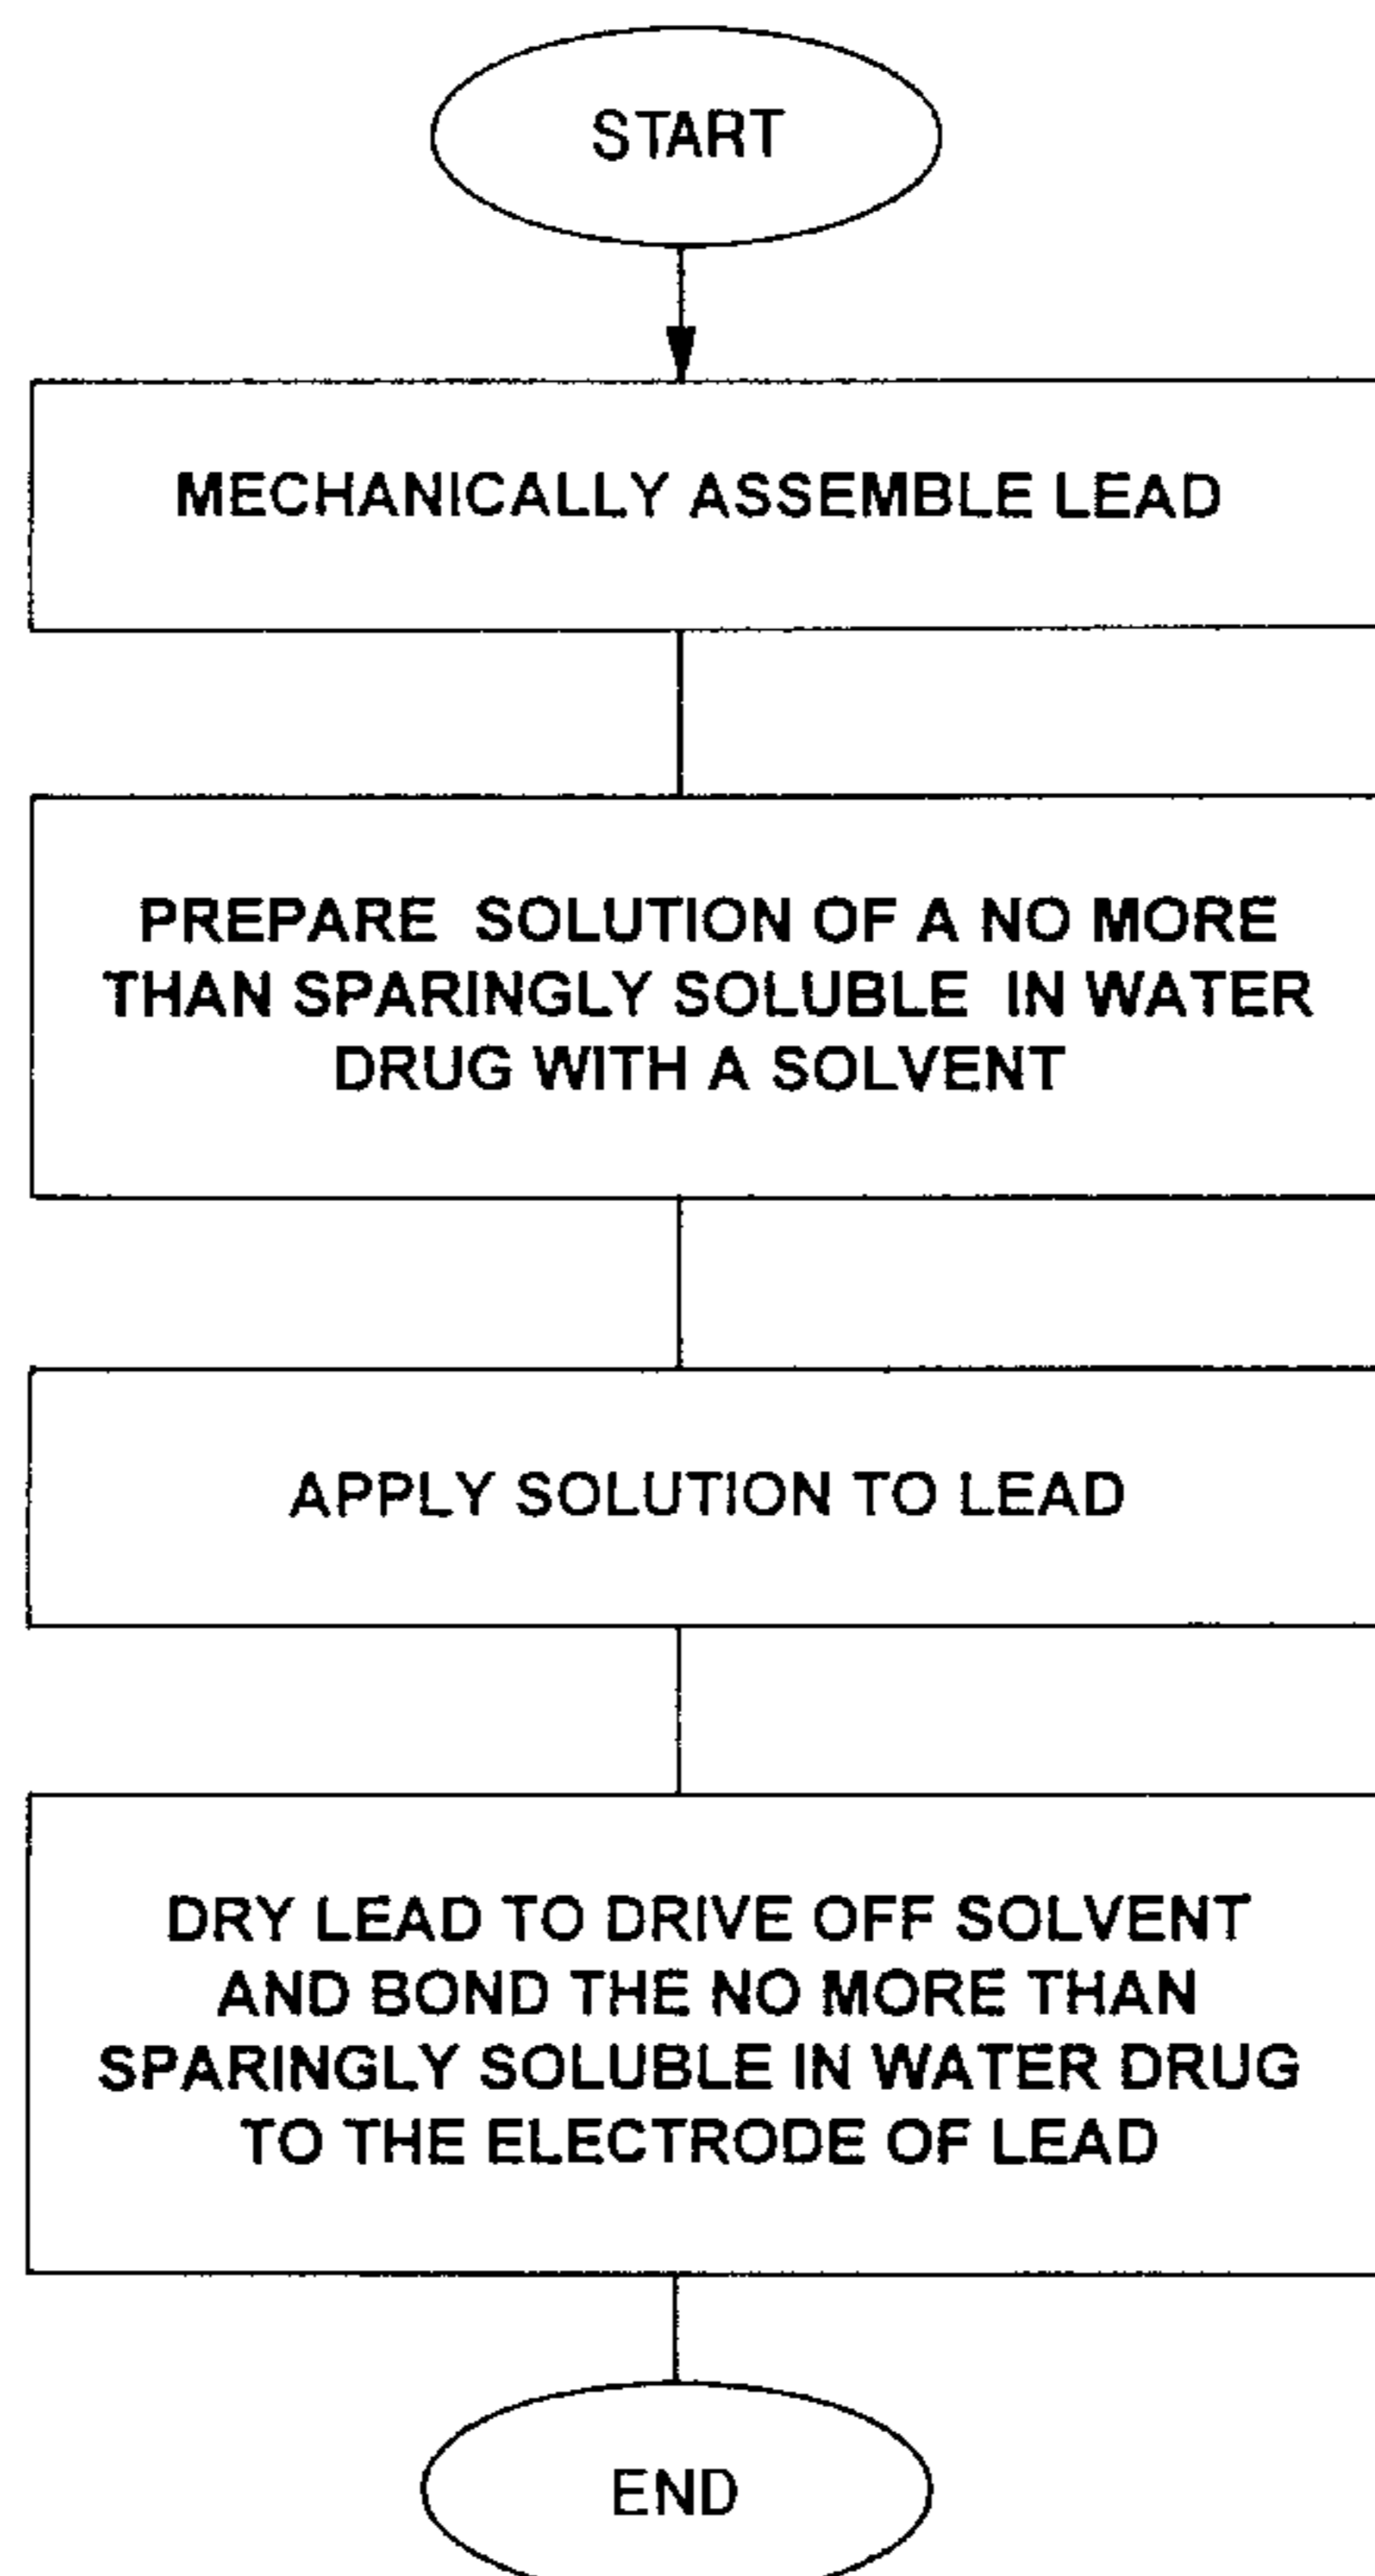 START
MECHANICALLY ASSEMBLE LEAD
PREPARE SOLUTION OF A NO MORE
THAN SPARINGLY SOLUBLE IN WATER
DRUG WITH A SOLVENT
APPLY SOLUTION TO LEAD
DRY LEAD TO DRIVE OFF SOLVENT
AND BOND THE NO MORE THAN
SPARINGLY SOLUBLE IN WATER DRUG
TO THE ELECTRODE OF LEAD
END